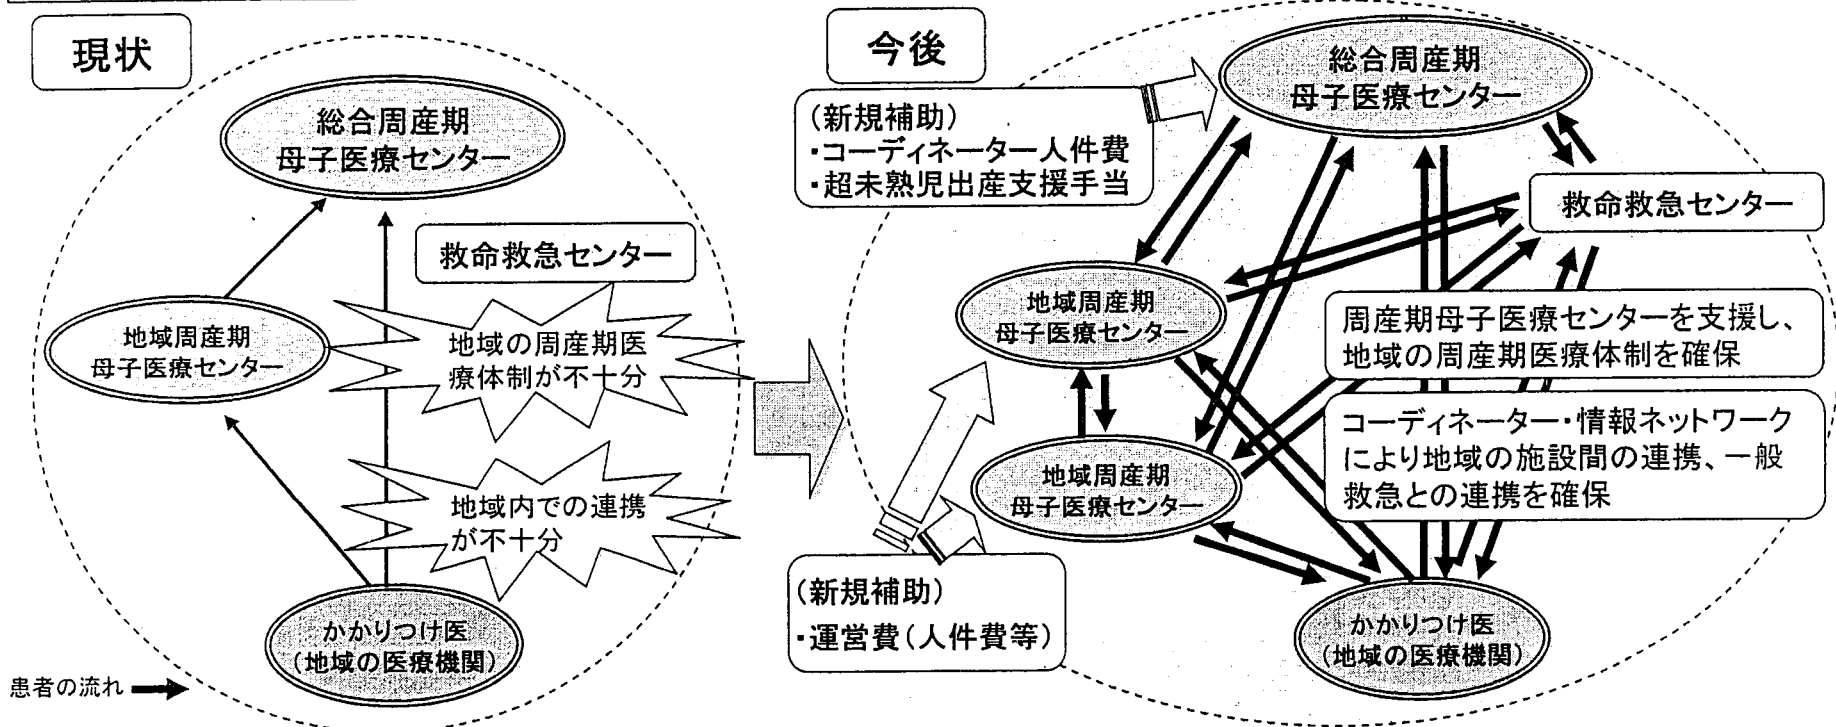 現状
総合周産期
母子医療センター
救命救急センター
地域周産期
母子医療センター
地域の周産期医
療体制が不十分
地域内での連携
が不十分
かかりつけ医
(地域の医療機関)
患者の流れ
今後
総合周産期
母子医療センター
(新規補助)
・コーディネーター人件費
・超未熟児出産支援手当
救命救急センター
地域周産期
母子医療センター
周産期母子医療センターを支援し、
地域の周産期医療体制を確保
コーディネーター・情報ネットワーク
により地域の施設間の連携、一般
救急との連携を確保
地域周産期
母子医療センター
(新規補助)
・運営費(人件費等)
かかりつけ医
(地域の医療機関)